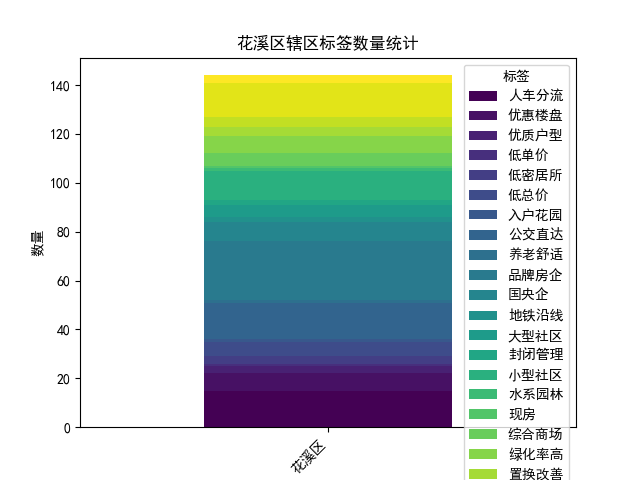 花溪区辖区标签数量统计
数量
140
120
100
80
60
40
20
0
花溪区
标签
人车分流
优惠楼盘
优质户型
低单价
低密居所
低总价
入户花园
公交直达
养老舒适
品牌房企
国央企
地铁沿线
大型社区
封闭管理
小型社区
水系园林
现房
综合商场
绿化率高
置换改善